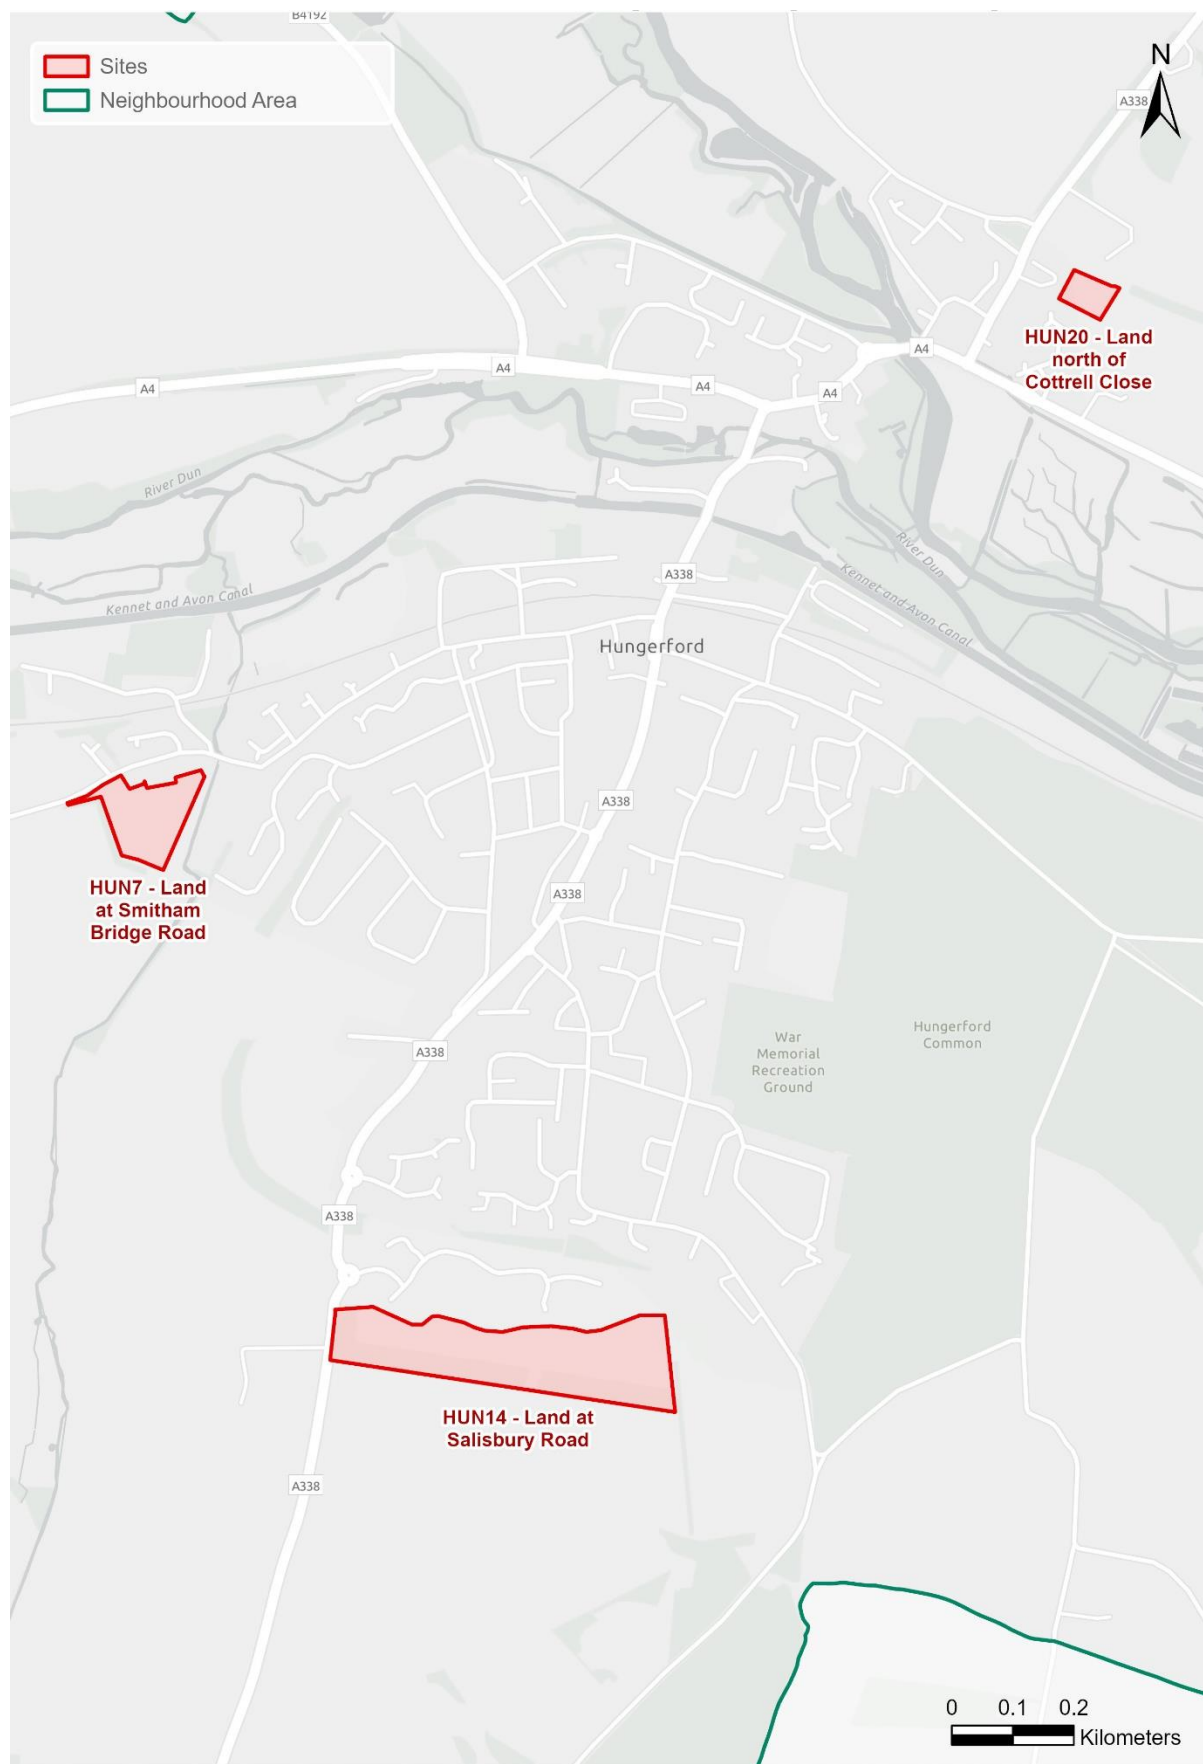 B4192
Sites
Neighbourhood Area
N
A338
HUN20 - Land
north of
Cottrell Close
A4
A4
A4
A4
A4
River Dun
River Dun
Kennet and Avon Canal
Kennet and Avon Canal
A338
Hungerford
A338
HUN7 - Land
at Smitham
Bridge Road
A338
Hungerford
Common
War
Memorial
Recreation
Ground
A338
A338
HUN14 - Land at
Salisbury Road
A338
0 0.1 0.2
Kilometers